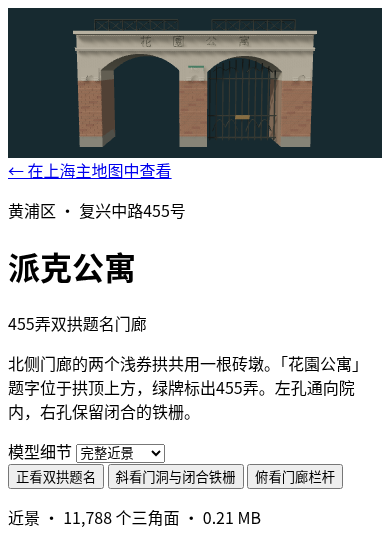 花園公寓
← 在上海主地图中查看
黄浦区 · 复兴中路455号
派克公寓
455弄双拱题名门廊
北侧门廊的两个浅券拱共用一根砖墩。「花園公寓」
题字位于拱顶上方，绿牌标出455弄。左孔通向院
内，右孔保留闭合的铁栅。
模型细节 完整近景
正看双拱题名 斜看门洞与闭合铁栅 俯看门廊栏杆
近景 · 11,788 个三角面 · 0.21 MB